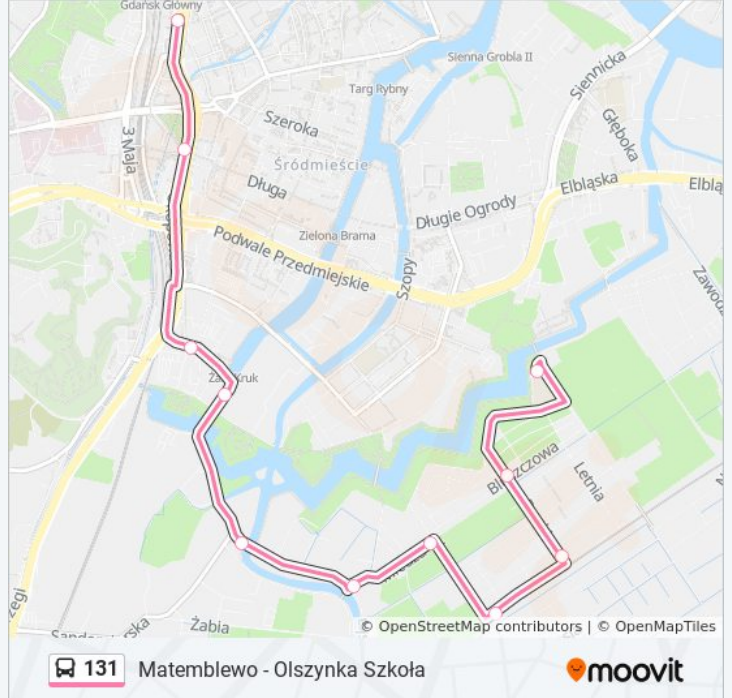 Gdańsk Główny
Sienna Grobla II
Siennicka
Targ Rybny
Szeroka
Głęboka
3 Maja
Śródmieście
Długa
Elbląska
Długie Ogrody
Zielona Brama
Podwale Przedmiejskie
Szopy
Letnia
Żabia
© OpenStreetMap contributors | © OpenMapTiles
131 Matemblewo - Olszynka Szkoła
moovit